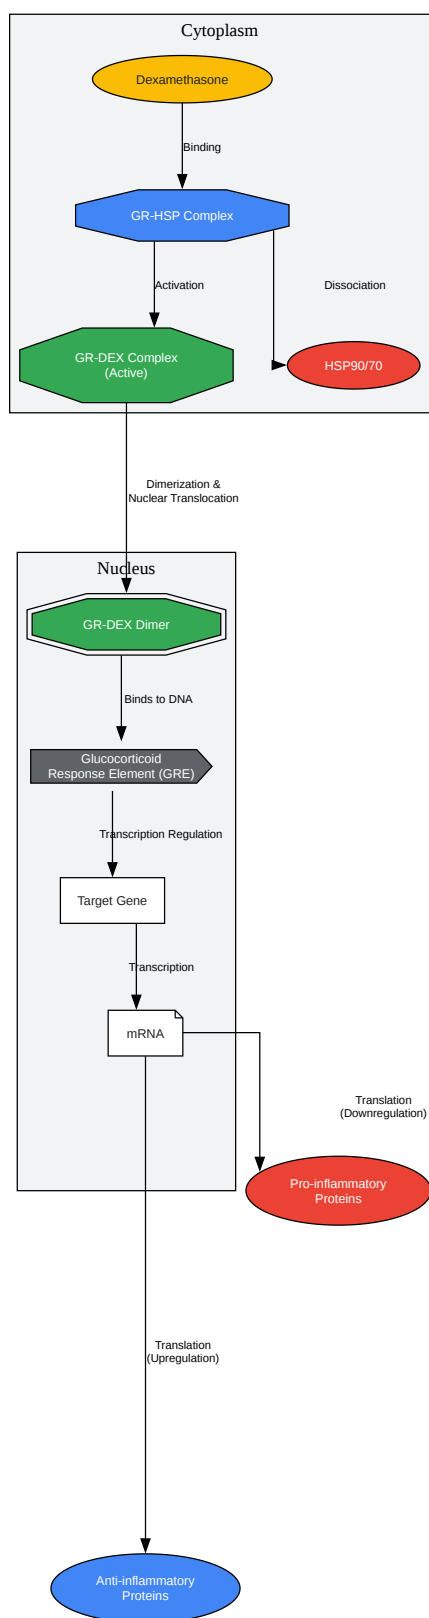 Cytoplasm
Dexamethasone
Binding
GR-HSP Complex
Activation
Dissociation
GR-DEX Complex
(Active)
HSP90/70
Dimerization &
Nuclear Translocation
Nucleus
GR-DEX Dimer
Binds to DNA
Glucocorticoid
Response Element (GRE)
Transcription Regulation
Target Gene
Transcription
mRNA
Translation
(Downregulation)
Pro-inflammatory
Proteins
Translation
(Upregulation)
Anti-inflammatory
Proteins